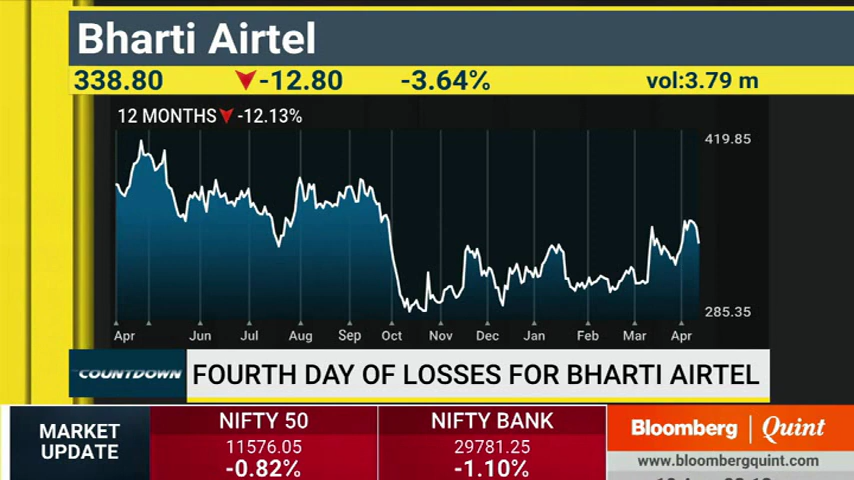 Bharti Airtel
338.80 -12.80 -3.64% vol:3.79 m
12 MONTHS -12.13%
419.85
285.35
Apr Jun Jul Aug Sep Oct Nov Dec Jan Feb Mar Apr
COUNTDOWN FOURTH DAY OF LOSSES FOR BHARTI AIRTEL
MARKET UPDATE
NIFTY 50
11576.05
-0.82%
NIFTY BANK
29781.25
-1.10%
Bloomberg | Quint
www.bloombergquint.com